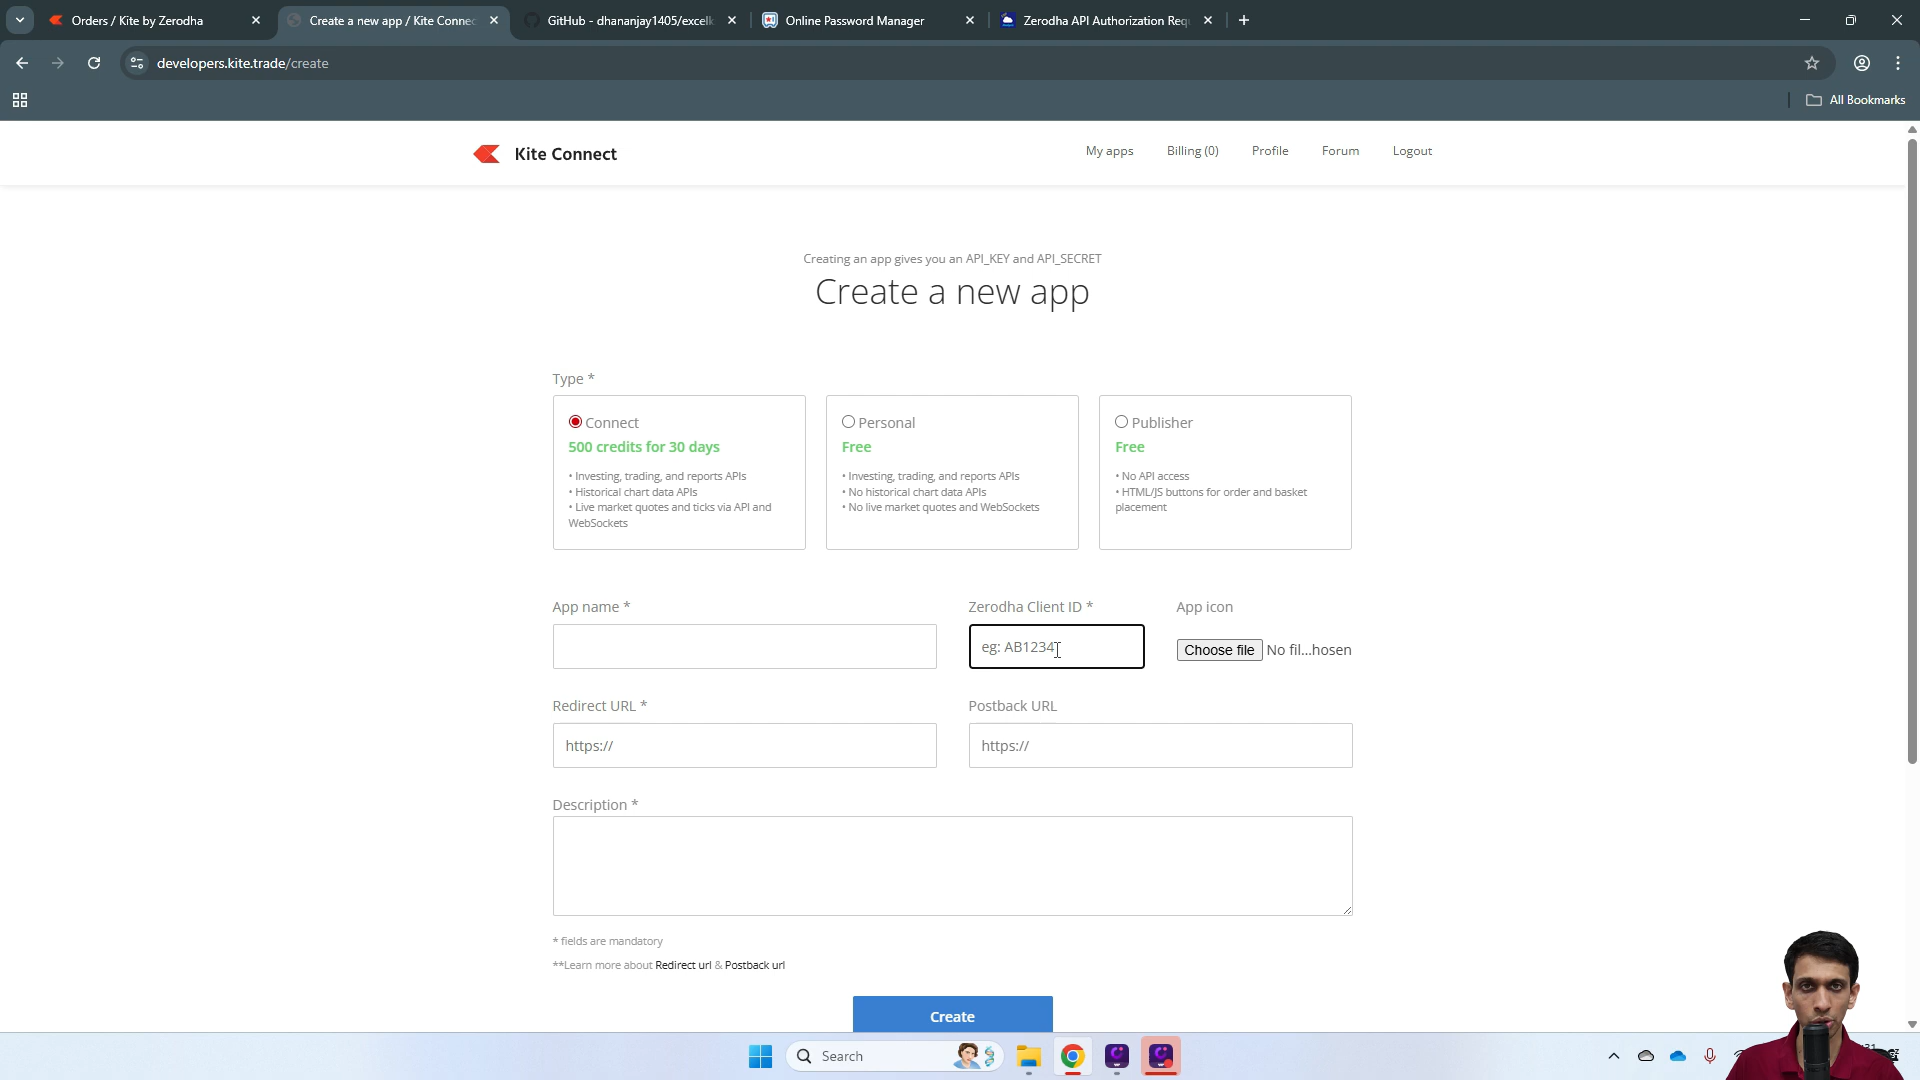 Orders / Kite by Zerodha
Create a new app / Kite Connec
GitHub - dhananjay1405/excelk
Online Password Manager
Zerodha API Authorization Requ
developers.kite.trade/create
All Bookmarks
Kite Connect
My apps
Billing (0)
Profile
Forum
Logout
Creating an app gives you an API_KEY and API_SECRET
Create a new app
Type *
Connect
500 credits for 30 days
• Investing, trading, and reports APIs
• Historical chart data APIs
• Live market quotes and ticks via API and
WebSockets
Personal
Free
• Investing, trading, and reports APIs
• No historical chart data APIs
• No live market quotes and WebSockets
Publisher
Free
• No API access
• HTML/JS buttons for order and basket
placement
App name *
Zerodha Client ID *
eg: AB1234
App icon
Choose file No fil...hosen
Redirect URL *
https://
Postback URL
https://
Description *
* fields are mandatory
**Learn more about Redirect url & Postback url
Create
Search